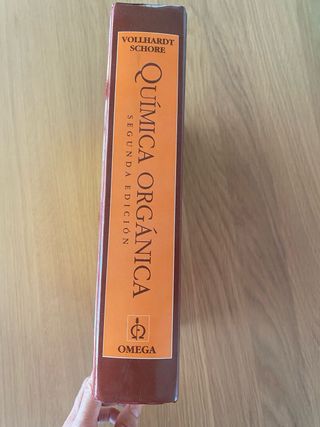 VOLLHARDT
SCHORE
QUÍMICA ORGÁNICA
SEGUNDA EDICIÓN
OMEGA